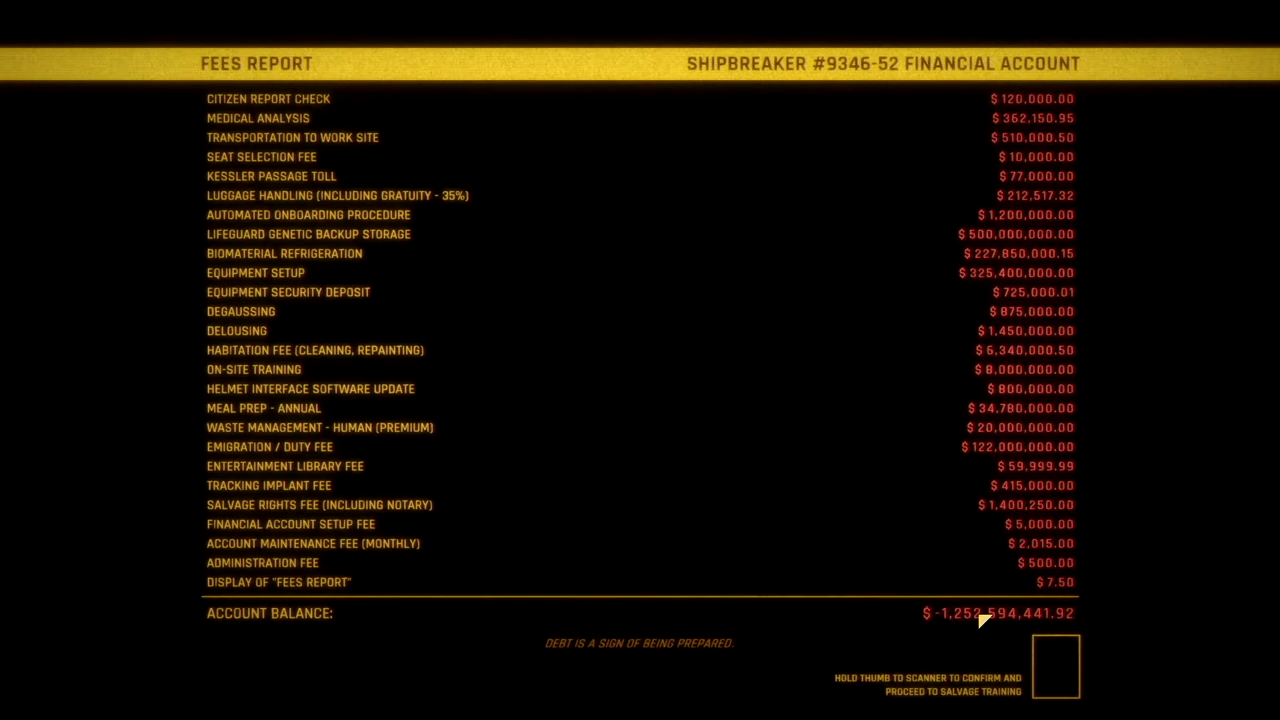 FEES REPORT SHIPBREAKER #9346-52 FINANCIAL ACCOUNT
CITIZEN REPORT CHECK $ 120,000.00
MEDICAL ANALYSIS $ 362,150.95
TRANSPORTATION TO WORK SITE $ 510,000.50
SEAT SELECTION FEE $ 10,000.00
KESSLER PASSAGE TOLL $ 77,000.00
LUGGAGE HANDLING (INCLUDING GRATUITY - 35%) $ 212,517.32
AUTOMATED ONBOARDING PROCEDURE $ 1,200,000.00
LIFEGUARD GENETIC BACKUP STORAGE $ 500,000,000.00
BIOMATERIAL REFRIGERATION $ 227,850,000.15
EQUIPMENT SETUP $ 325,400,000.00
EQUIPMENT SECURITY DEPOSIT $ 725,000.01
DEGAUSSING $ 875,000.00
DELOUSING $ 1,450,000.00
HABITATION FEE (CLEANING, REPAINTING) $ 6,340,000.50
ON-SITE TRAINING $ 8,000,000.00
HELMET INTERFACE SOFTWARE UPDATE $ 800,000.00
MEAL PREP - ANNUAL $ 34,780,000.00
WASTE MANAGEMENT - HUMAN (PREMIUM) $ 20,000,000.00
EMIGRATION / DUTY FEE $ 122,000,000.00
ENTERTAINMENT LIBRARY FEE $ 59,999.99
TRACKING IMPLANT FEE $ 415,000.00
SALVAGE RIGHTS FEE (INCLUDING NOTARY) $ 1,400,250.00
FINANCIAL ACCOUNT SETUP FEE $ 5,000.00
ACCOUNT MAINTENANCE FEE (MONTHLY) $ 2,015.00
ADMINISTRATION FEE $ 500.00
DISPLAY OF "FEES REPORT" $ 7.50
ACCOUNT BALANCE: $ -1,252,594,441.92
DEBT IS A SIGN OF BEING PREPARED.
HOLD THUMB TO SCANNER TO CONFIRM AND
PROCEED TO SALVAGE TRAINING